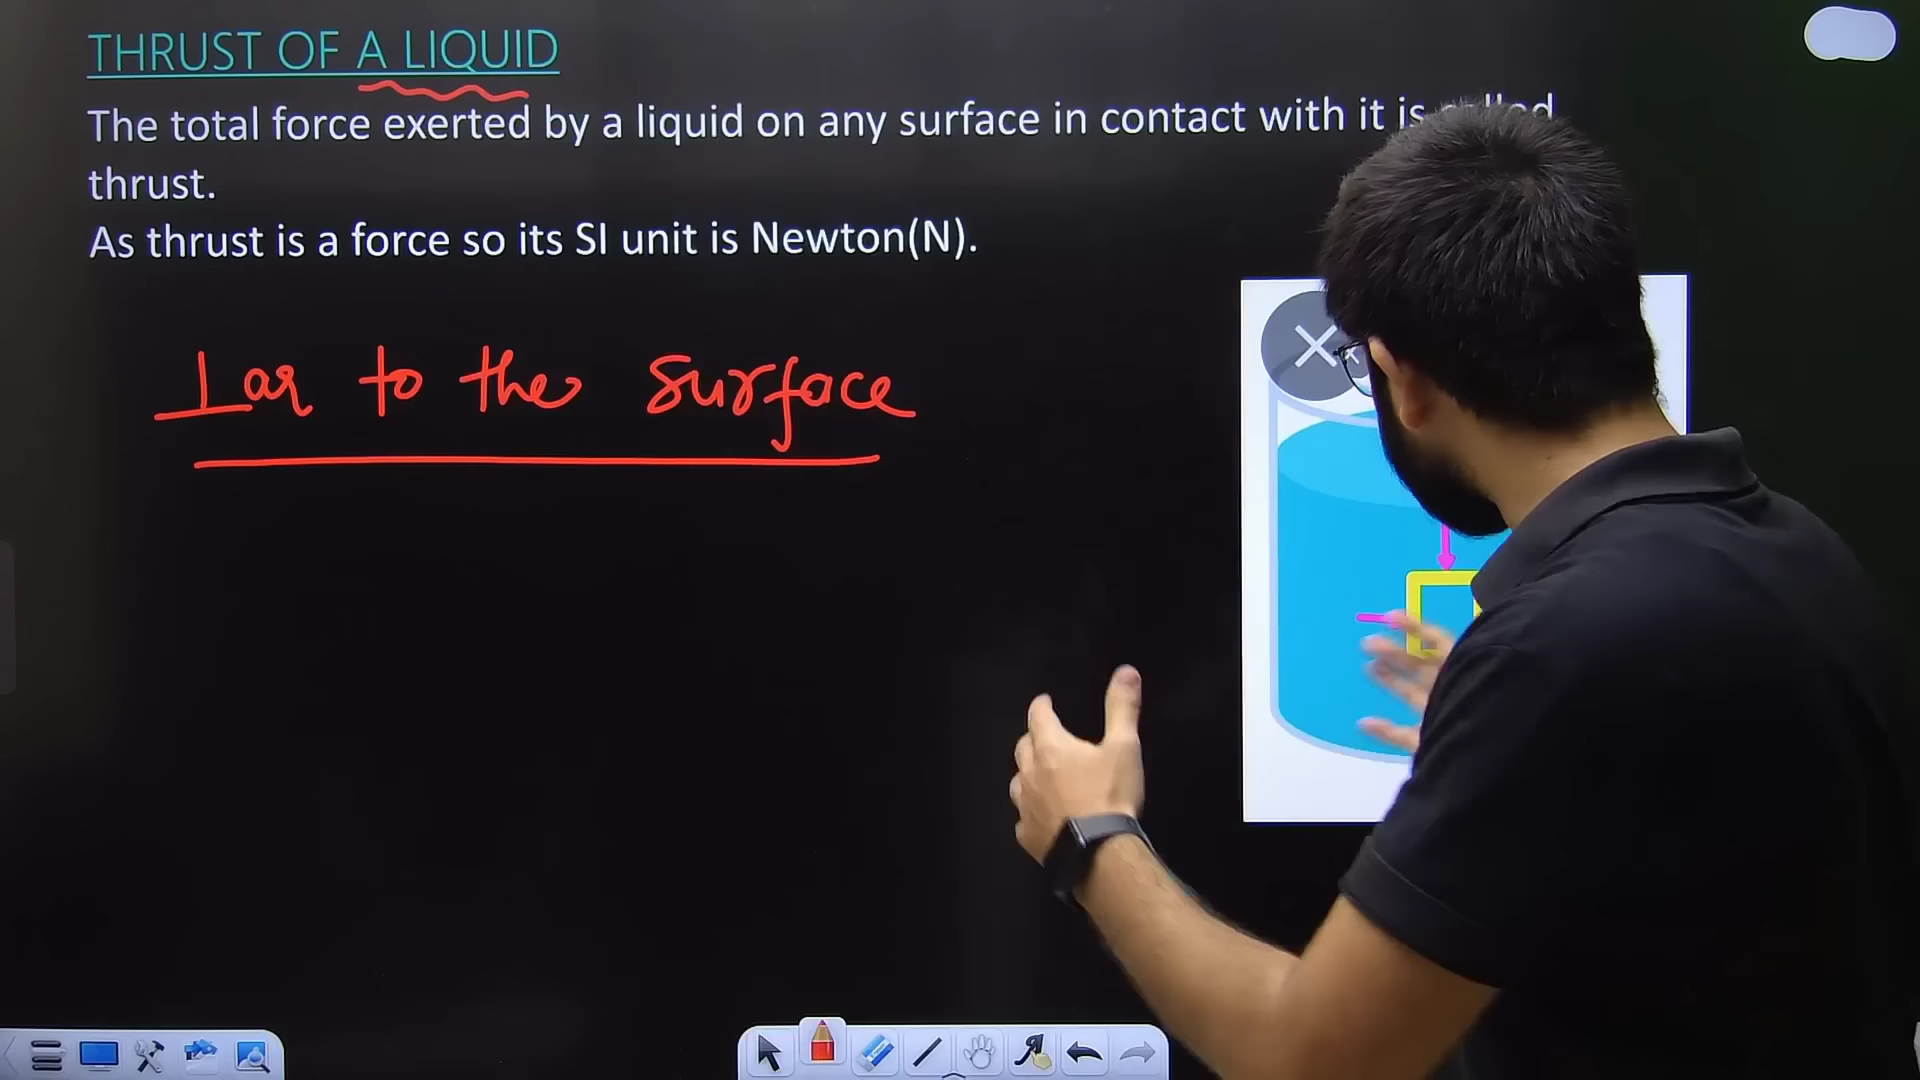 THRUST OF A LIQUID
The total force exerted by a liquid on any surface in contact with it is called
thrust.
As thrust is a force so its SI unit is Newton(N).
⊥ar to the surface